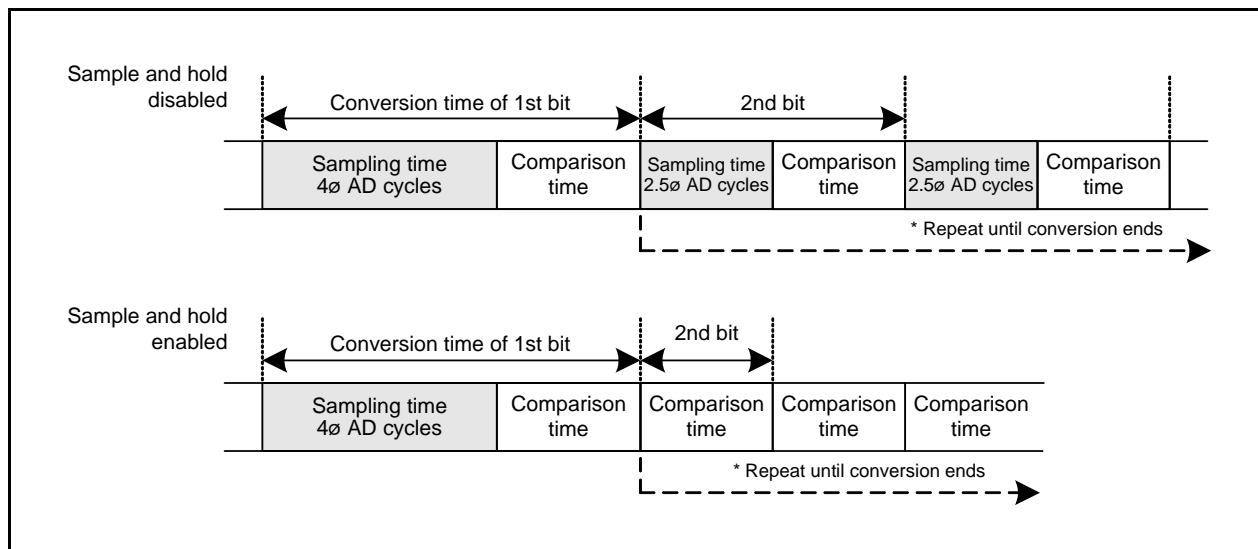 Sample and hold
disabled
Conversion time of 1st bit
2nd bit
Sampling time
4ø AD cycles
Comparison
time
Sampling time
2.5ø AD cycles
Comparison
time
Sampling time
2.5ø AD cycles
Comparison
time
* Repeat until conversion ends
Sample and hold
enabled
Conversion time of 1st bit
2nd bit
Sampling time
4ø AD cycles
Comparison
time
Comparison
time
Comparison
time
Comparison
time
* Repeat until conversion ends